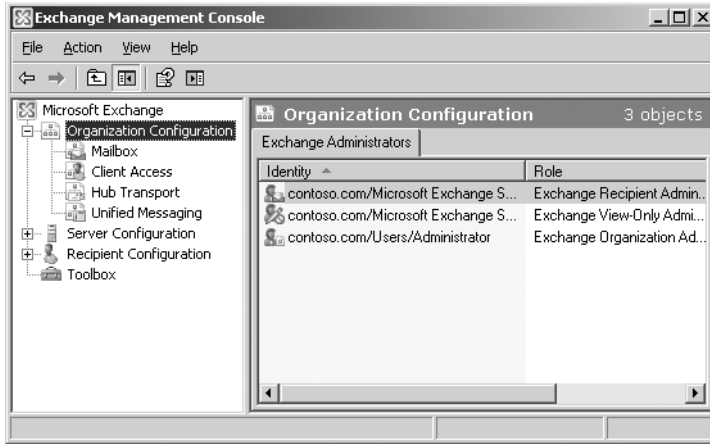 Exchange Management Console
File Action View Help
Microsoft Exchange
Organization Configuration
Mailbox
Client Access
Hub Transport
Unified Messaging
Server Configuration
Recipient Configuration
Toolbox
Organization Configuration 3 objects
Exchange Administrators
Identity Role
contoso.com/Microsoft Exchange S... Exchange Recipient Admin...
contoso.com/Microsoft Exchange S... Exchange View-Only Admi...
contoso.com/Users/Administrator Exchange Organization Ad...